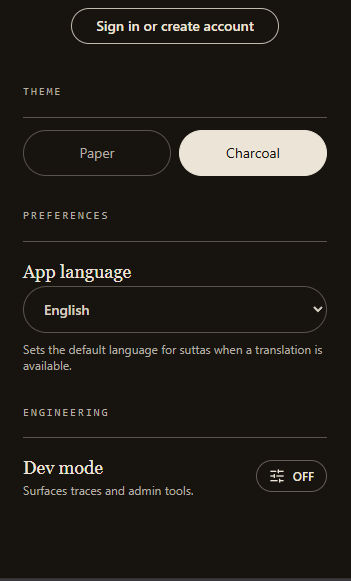 Sign in or create account
THEME
Paper
Charcoal
PREFERENCES
App language
English
Sets the default language for suttas when a translation is
available.
ENGINEERING
Dev mode
OFF
Surfaces traces and admin tools.